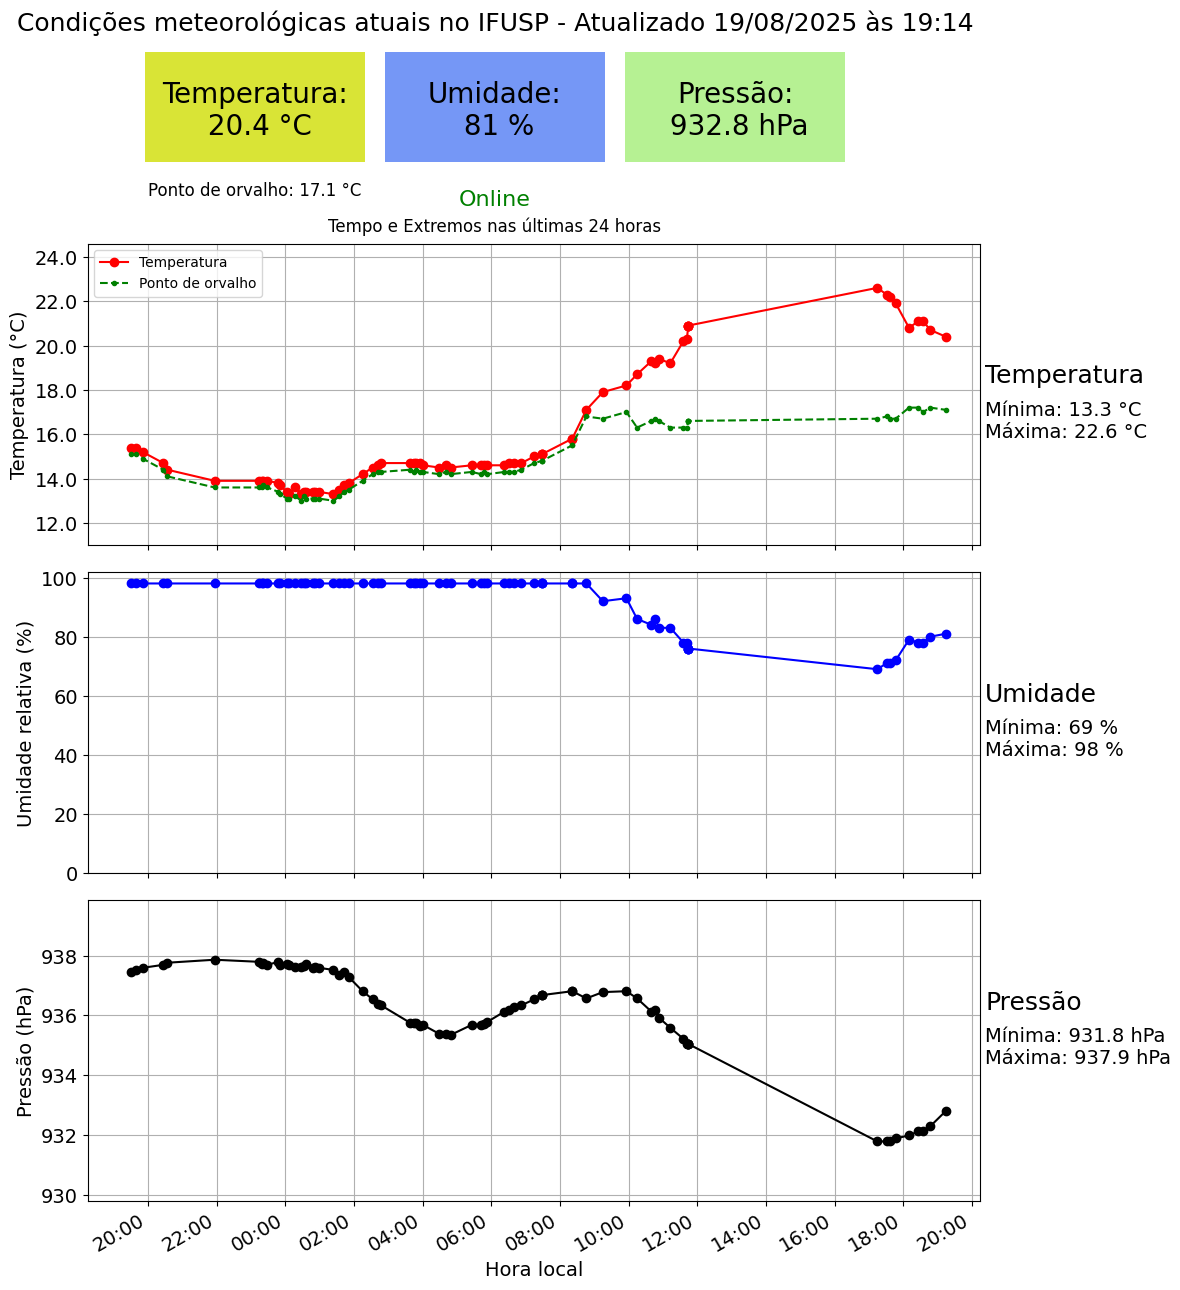 Condições meteorológicas atuais no IFUSP - Atualizado 19/08/2025 às 19:14
Temperatura:
20.4 °C
Umidade:
81 %
Pressão:
932.8 hPa
Ponto de orvalho: 17.1 °C
Online
Tempo e Extremos nas últimas 24 horas
Temperatura (°C)
24.0
22.0
20.0
18.0
16.0
14.0
12.0
Temperatura
Ponto de orvalho
Temperatura
Mínima: 13.3 °C
Máxima: 22.6 °C
Umidade relativa (%)
100
80
60
40
20
0
Umidade
Mínima: 69 %
Máxima: 98 %
Pressão (hPa)
938
936
934
932
930
Pressão
Mínima: 931.8 hPa
Máxima: 937.9 hPa
20:00 22:00 00:00 02:00 04:00 06:00 08:00 10:00 12:00 14:00 16:00 18:00 20:00
Hora local